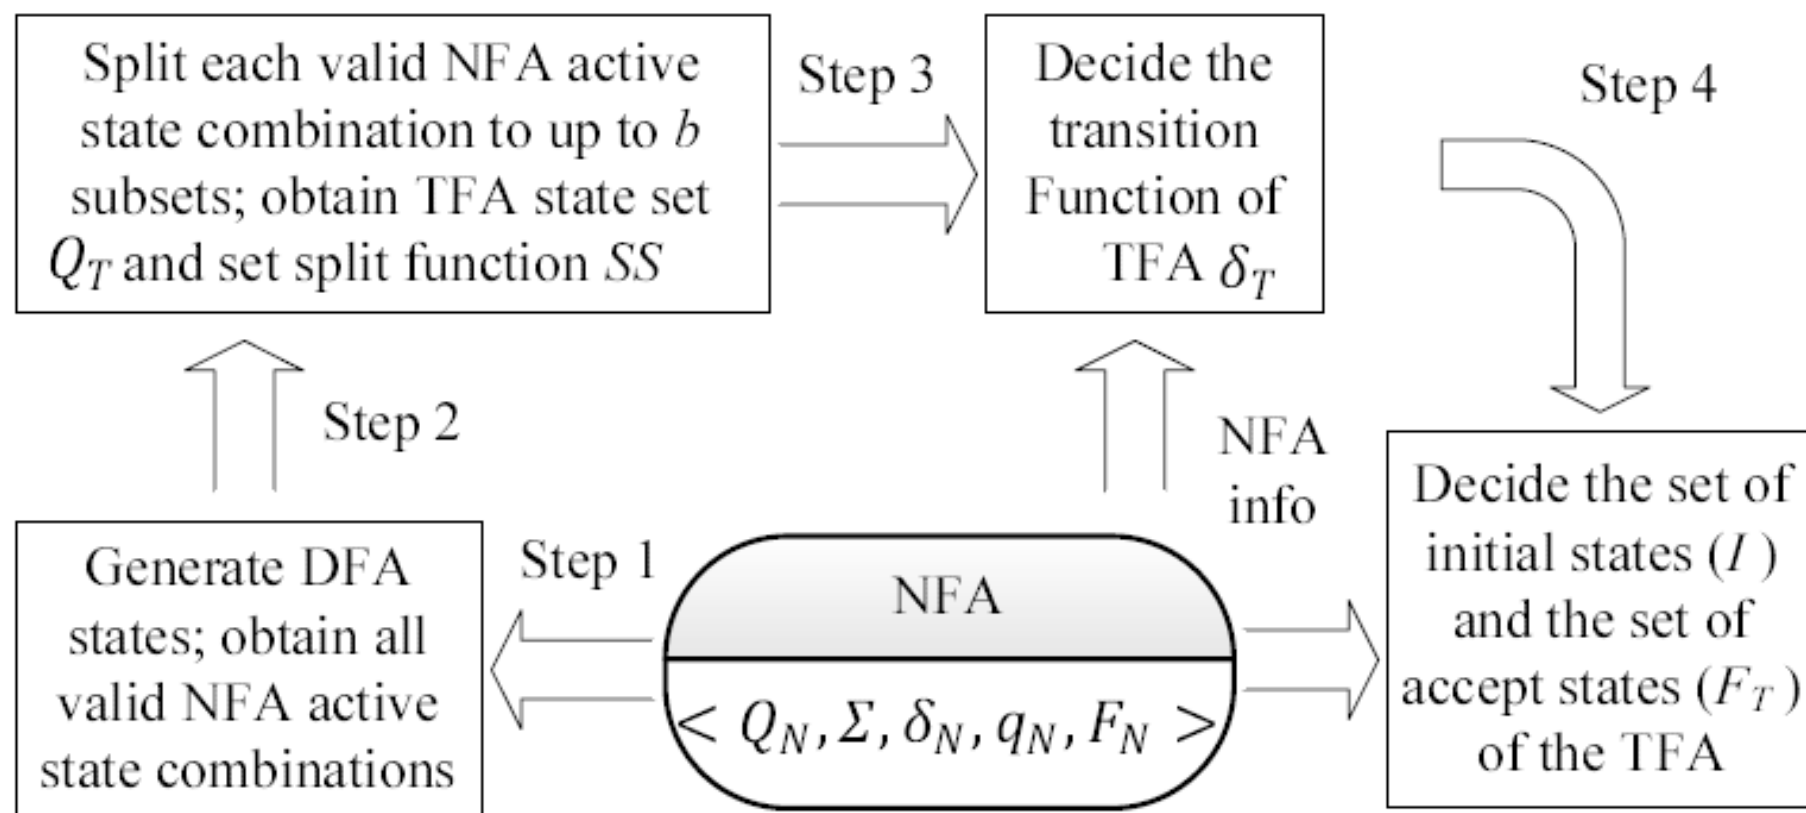 Split each valid NFA active
state combination to up to b
subsets; obtain TFA state set
Q_T and set split function SS
Step 3
Decide the
transition
Function of
TFA δ_T
Step 4
Step 2
NFA
info
Generate DFA
states; obtain all
valid NFA active
state combinations
Step 1
NFA
< Q_N, Σ, δ_N, q_N, F_N >
Decide the set of
initial states (I )
and the set of
accept states (F_T )
of the TFA